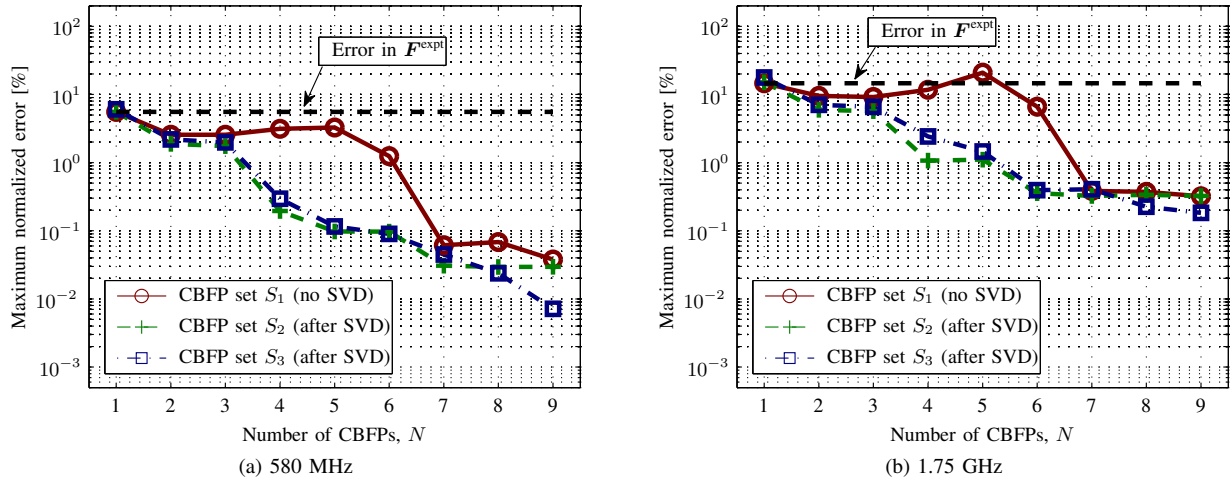 Maximum normalized error [%]
10²
10¹
10⁰
10⁻¹
10⁻²
10⁻³
Error in F^expt
CBFP set S₁ (no SVD)
CBFP set S₂ (after SVD)
CBFP set S₃ (after SVD)
1 2 3 4 5 6 7 8 9
Number of CBFPs, N
(a) 580 MHz
Maximum normalized error [%]
10²
10¹
10⁰
10⁻¹
10⁻²
10⁻³
Error in F^expt
CBFP set S₁ (no SVD)
CBFP set S₂ (after SVD)
CBFP set S₃ (after SVD)
1 2 3 4 5 6 7 8 9
Number of CBFPs, N
(b) 1.75 GHz